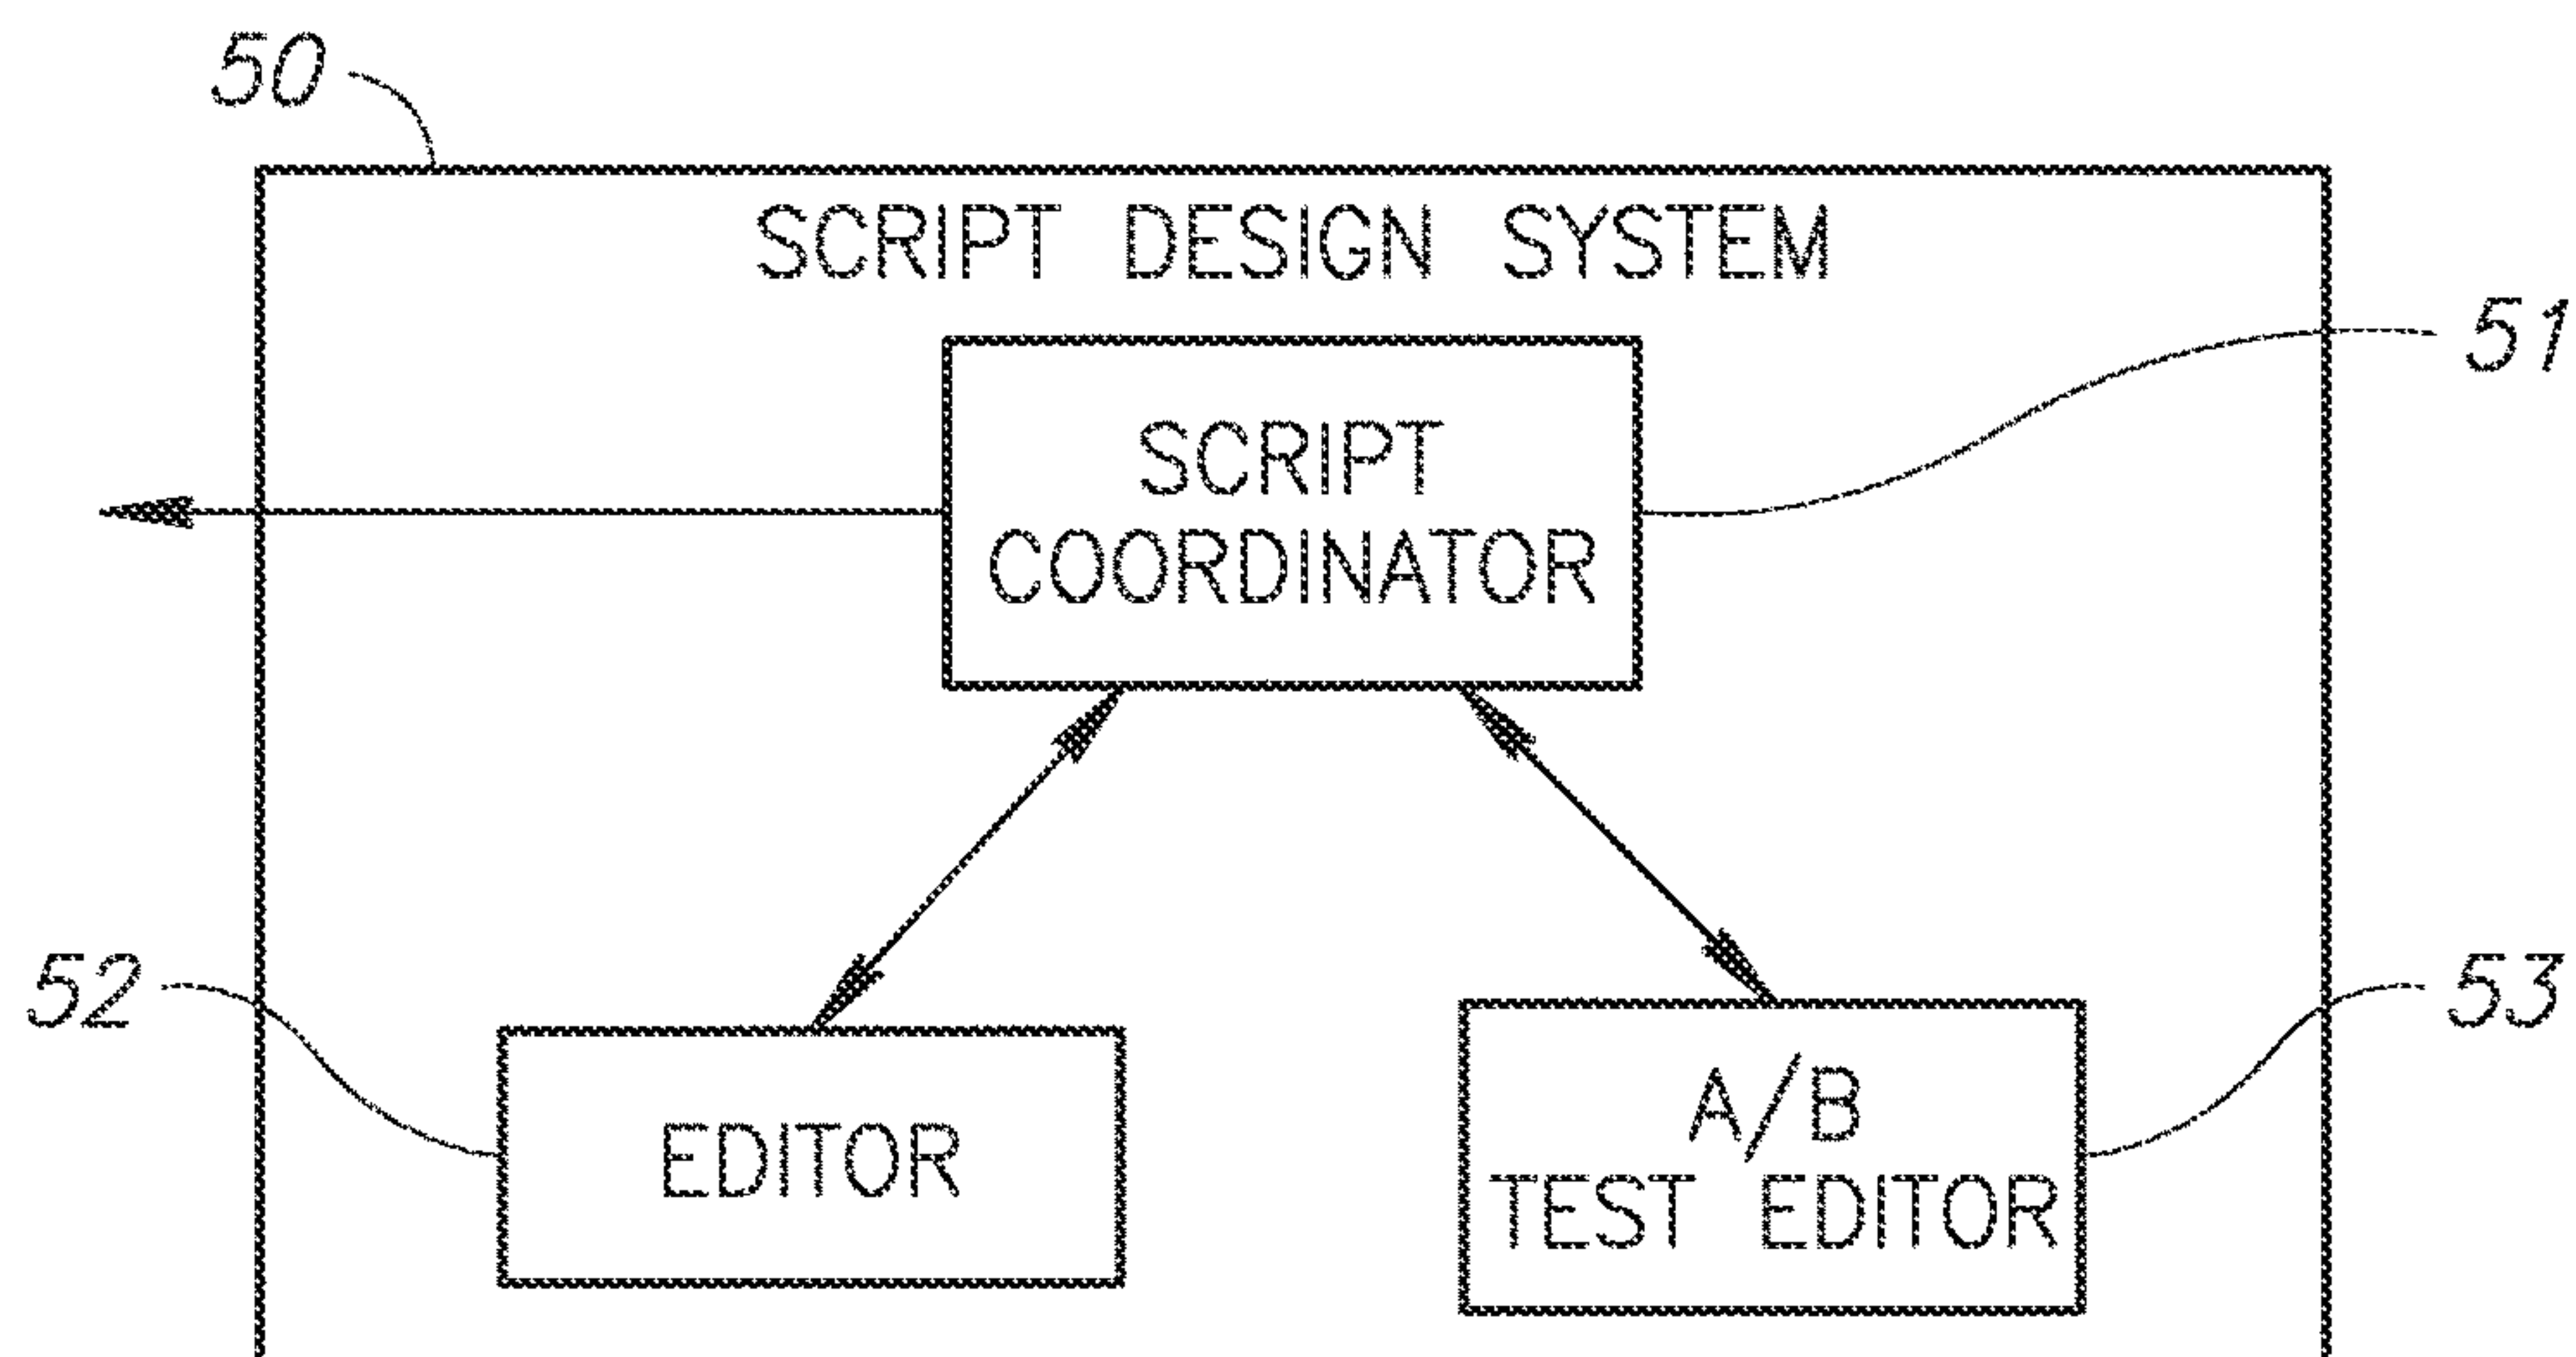 50
SCRIPT DESIGN SYSTEM
51
SCRIPT
COORDINATOR
52
53
EDITOR
A/B
TEST EDITOR